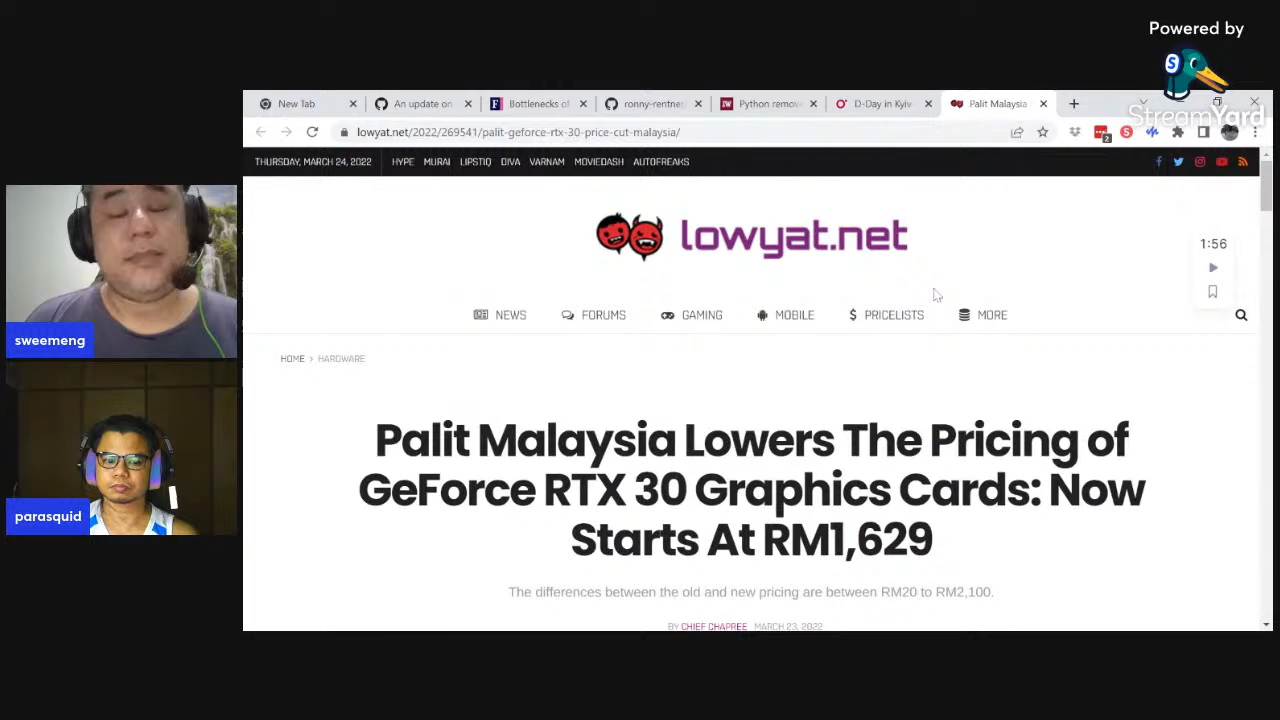 Powered by
StreamYard
New Tab
An update on
Bottlenecks of
ronny-rentner
Python remove
D-Day in Kyiv
Palit Malaysia
lowyat.net/2022/269541/palit-geforce-rtx-30-price-cut-malaysia/
2
THURSDAY, MARCH 24, 2022
HYPE MURAI LIPSTIQ DIVA VARNAM MOVIEDASH AUTOFREAKS
lowyat.net
1:56
NEWS FORUMS GAMING MOBILE $ PRICELISTS MORE
HOME > HARDWARE
Palit Malaysia Lowers The Pricing of
GeForce RTX 30 Graphics Cards: Now
Starts At RM1,629
The differences between the old and new pricing are between RM20 to RM2,100.
BY CHIEF CHAPREE MARCH 23, 2022
sweemeng
parasquid